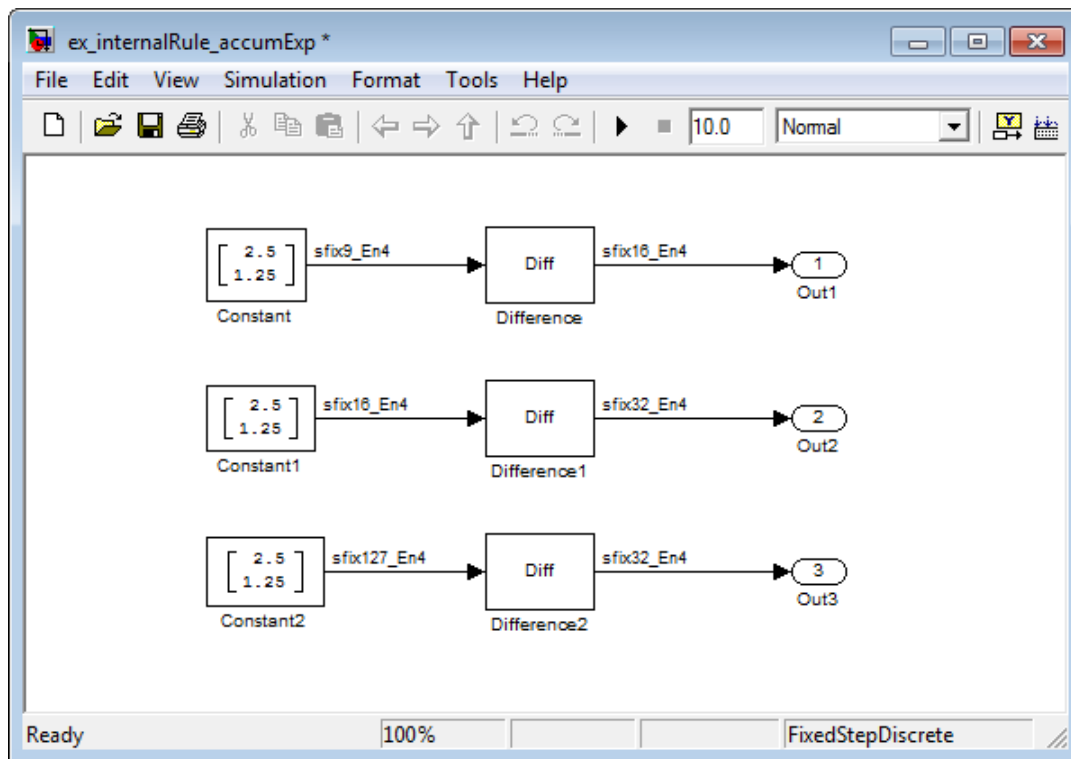 ex_internalRule_accumExp *
File Edit View Simulation Format Tools Help
10.0 Normal
2.5
1.25
sfix9_En4
Diff
sfix16_En4
1
Constant
Difference
Out1
2.5
1.25
sfix16_En4
Diff
sfix32_En4
2
Constant1
Difference1
Out2
2.5
1.25
sfix127_En4
Diff
sfix32_En4
3
Constant2
Difference2
Out3
Ready 100% FixedStepDiscrete